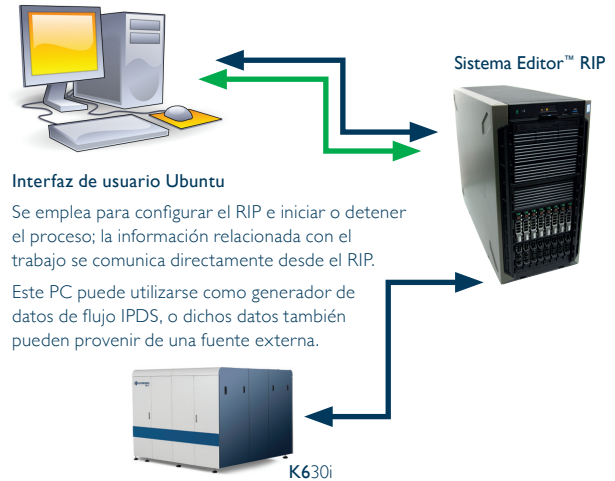 Sistema Editor™ RIP
Interfaz de usuario Ubuntu
Se emplea para configurar el RIP e iniciar o detener
el proceso; la información relacionada con el
trabajo se comunica directamente desde el RIP.
Este PC puede utilizarse como generador de
datos de flujo IPDS, o dichos datos también
pueden provenir de una fuente externa.
K630i